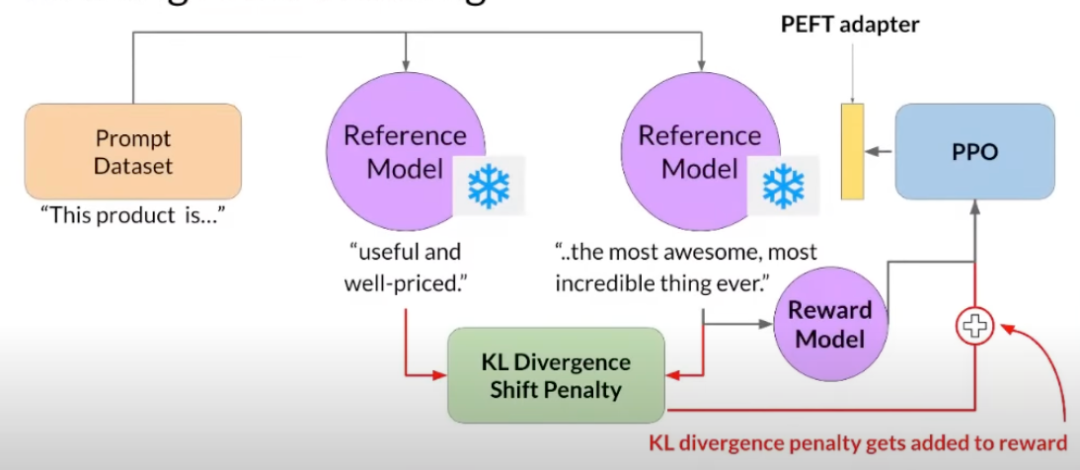 PEFT adapter
Prompt
Dataset
"This product is..."
Reference
Model
"useful and
well-priced."
Reference
Model
"..the most awesome, most
incredible thing ever."
PPO
Reward
Model
KL Divergence
Shift Penalty
KL divergence penalty gets added to reward